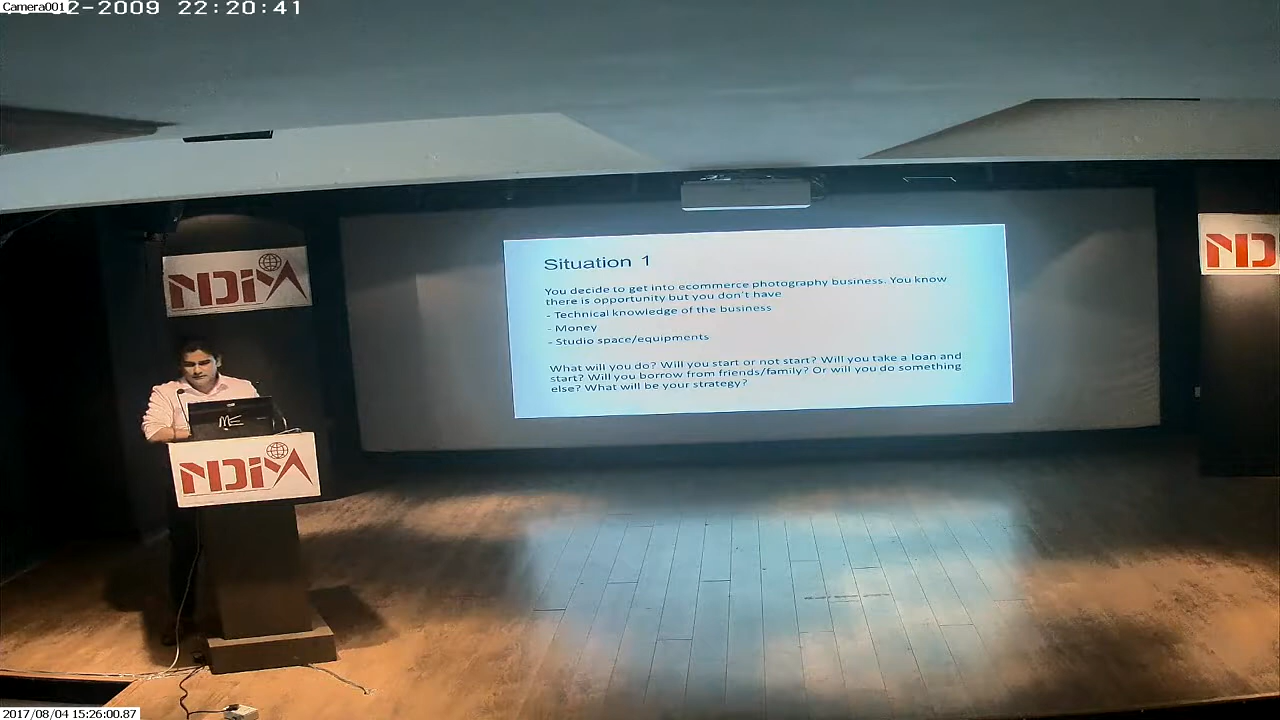 Camera001
2-2009 22:20:41
NDIM
Situation 1
You decide to get into ecommerce photography business. You know
there is opportunity but you don't have
- Technical knowledge of the business
- Money
- Studio space/equipments
What will you do? Will you start or not start? Will you take a loan and
start? Will you borrow from friends/family? Or will you do something
else? What will be your strategy?
ND
ME
NDIM
2017/08/04 15:26:00.87